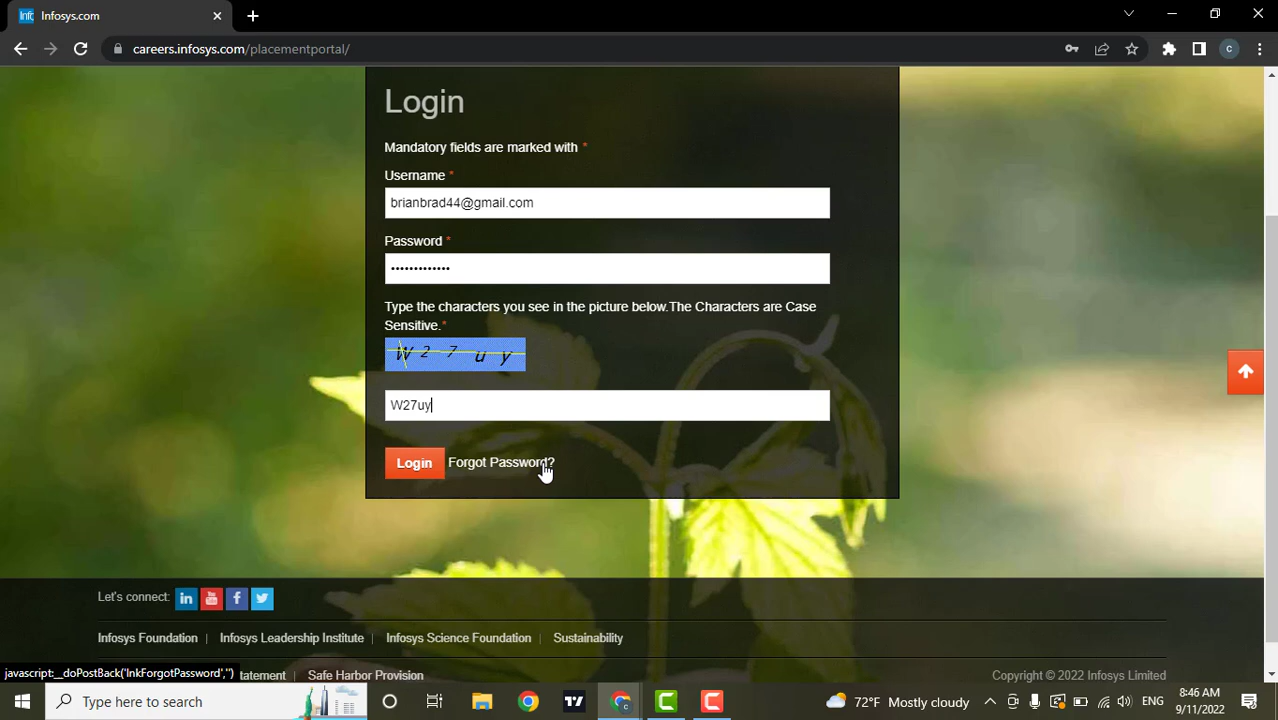 Infosys.com
careers.infosys.com/placementportal/
c
Login
Mandatory fields are marked with *
Username *
brianbrad44@gmail.com
Password *
•••••••••••••
Type the characters you see in the picture below.The Characters are Case
Sensitive.*
W 2 7 u y
W27uy
Login Forgot Password?
Let's connect:
Infosys Foundation | Infosys Leadership Institute | Infosys Science Foundation | Sustainability
javascript:__doPostBack('lnkForgotPassword','') tatement | Safe Harbor Provision
Copyright © 2022 Infosys Limited
Type here to search
72°F Mostly cloudy
ENG
8:46 AM
9/11/2022